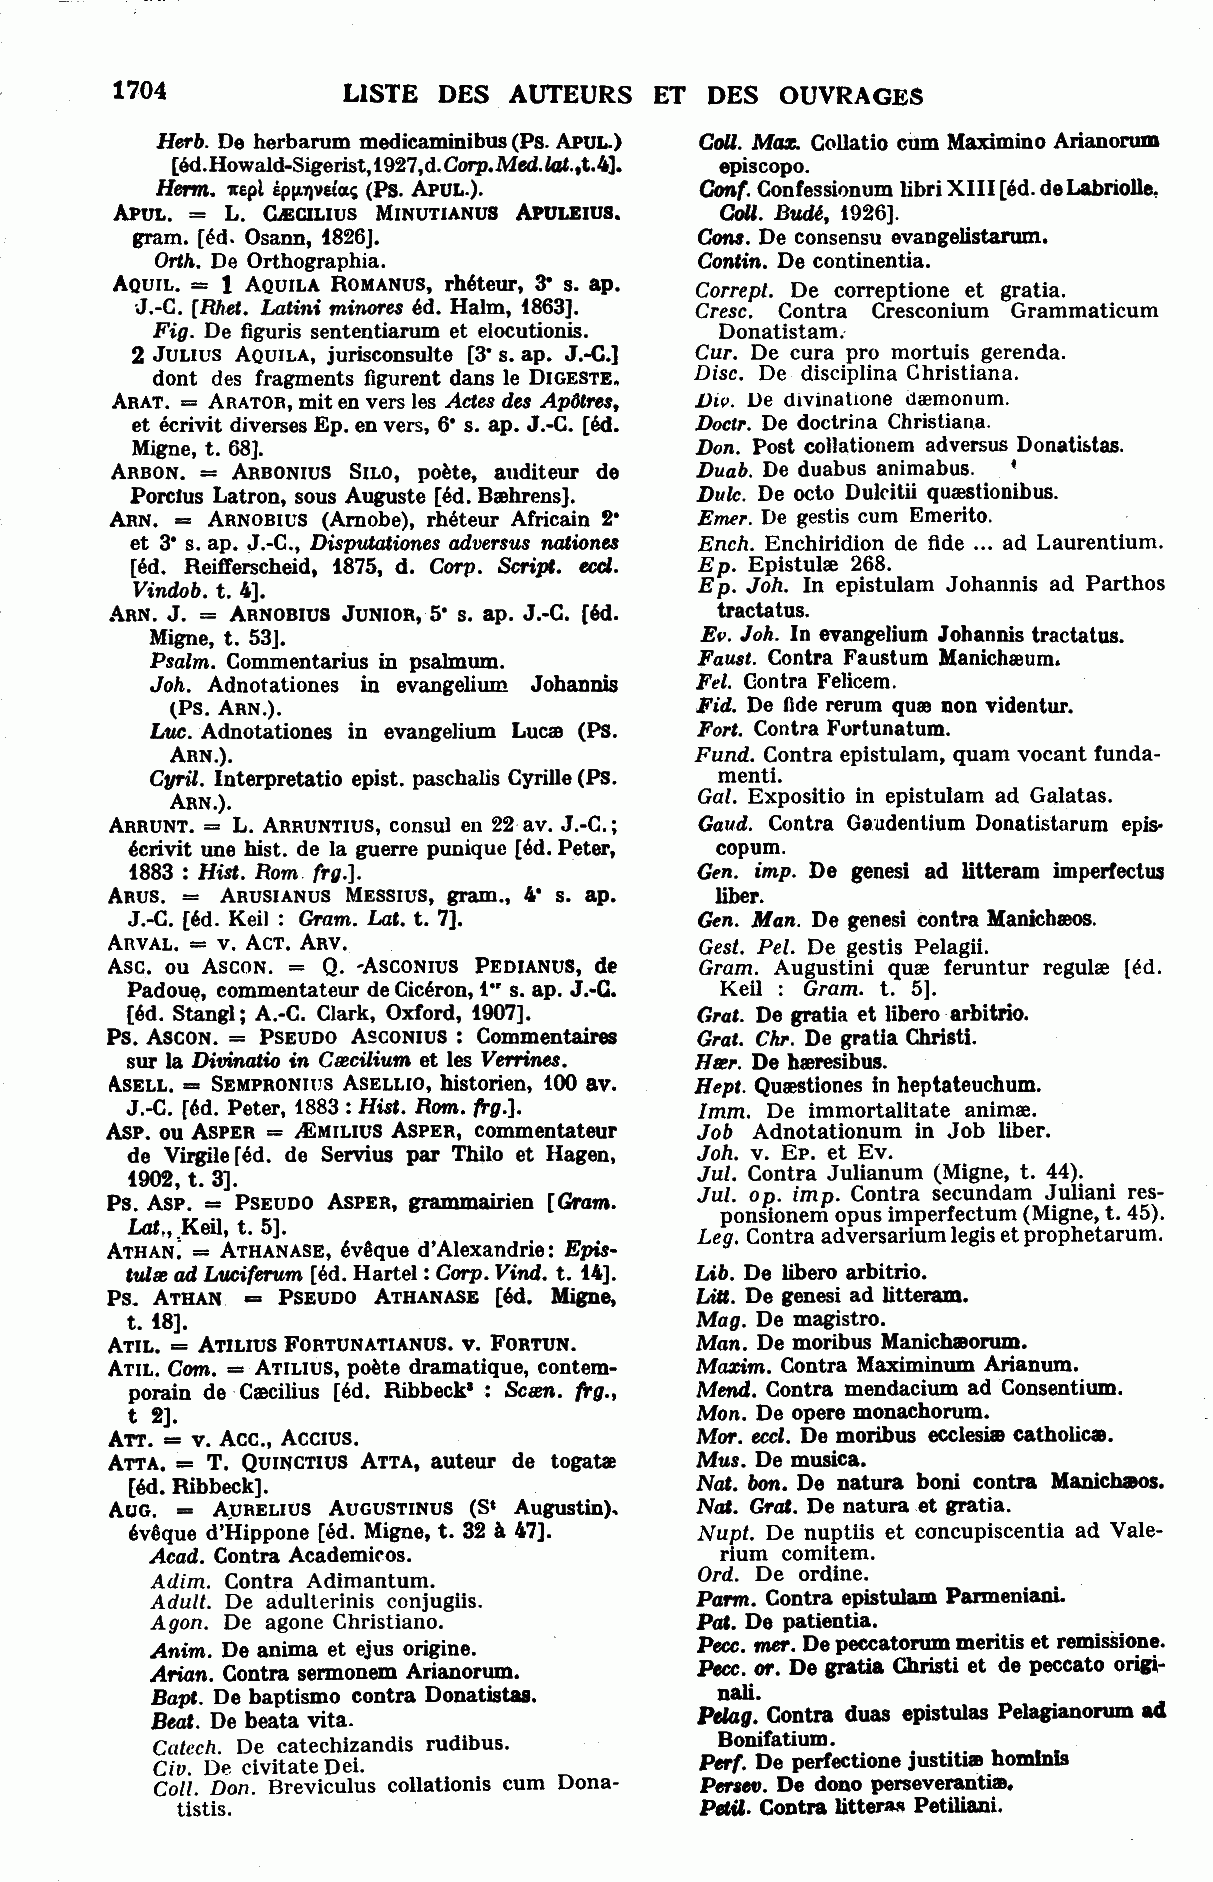 1704
LISTE DES AUTEURS ET DES OUVRAGES
Herb. De herbarum medicaminibus (Ps. APUL.)
[éd.Howald-Sigerist,1927,d.Corp.Med.lat.,t.4].
Herm. περὶ ἑρμηνείας (Ps. APUL.).
APUL. = L. CÆCILIUS MINUTIANUS APULEIUS.
gram. [éd. Osann, 1826].
Orth. De Orthographia.
AQUIL. = 1 AQUILA ROMANUS, rhéteur, 3e s. ap.
J.-C. [Rhet. Latini minores éd. Halm, 1863].
Fig. De figuris sententiarum et elocutionis.
2 JULIUS AQUILA, jurisconsulte [3e s. ap. J.-C.]
dont des fragments figurent dans le DIGESTE.
ARAT. = ARATOR, mit en vers les Actes des Apôtres,
et écrivit diverses Ep. en vers, 6e s. ap. J.-C. [éd.
Migne, t. 68].
ARBON. = ARBONIUS SILO, poète, auditeur de
Porcius Latron, sous Auguste [éd. Bæhrens].
ARN. = ARNOBIUS (Arnobe), rhéteur Africain 2e
et 3e s. ap. J.-C., Disputationes adversus nationes
[éd. Reifferscheid, 1875, d. Corp. Script. eccl.
Vindob. t. 4].
ARN. J. = ARNOBIUS JUNIOR, 5e s. ap. J.-C. [éd.
Migne, t. 53].
Psalm. Commentarius in psalmum.
Joh. Adnotationes in evangelium Johannis
(PS. ARN.).
Luc. Adnotationes in evangelium Lucæ (PS.
ARN.).
Cyril. Interpretatio epist. paschalis Cyrille (PS.
ARN.).
ARRUNT. = L. ARRUNTIUS, consul en 22 av. J.-C.;
écrivit une hist. de la guerre punique [éd. Peter,
1883 : Hist. Rom. frg.].
ARUS. = ARUSIANUS MESSIUS, gram., 4e s. ap.
J.-C. [éd. Keil : Gram. Lat. t. 7].
ARVAL. = v. ACT. ARV.
ASC. ou ASCON. = Q. ASCONIUS PEDIANUS, de
Padoue, commentateur de Cicéron, 1er s. ap. J.-C.
[éd. Stangl; A.-C. Clark, Oxford, 1907].
PS. ASCON. = PSEUDO ASCONIUS : Commentaires
sur la Divinatio in Cæcilium et les Verrines.
ASELL. = SEMPRONIUS ASELLIO, historien, 100 av.
J.-C. [éd. Peter, 1883 : Hist. Rom. frg.].
ASP. ou ASPER = ÆMILIUS ASPER, commentateur
de Virgile [éd. de Servius par Thilo et Hagen,
1902, t. 3].
PS. ASP. = PSEUDO ASPER, grammairien [Gram.
Lat., Keil, t. 5].
ATHAN. = ATHANASE, évêque d'Alexandrie: Epis-
tulæ ad Luciferum [éd. Hartel : Corp. Vind. t. 14].
PS. ATHAN = PSEUDO ATHANASE [éd. Migne,
t. 18].
ATIL. = ATILIUS FORTUNATIANUS. v. FORTUN.
ATIL. Com. = ATILIUS, poète dramatique, contem-
porain de Cæcilius [éd. Ribbeck³ : Scæn. frg.,
t 2].
ATT. = v. ACC., ACCIUS.
ATTA. = T. QUINCTIUS ATTA, auteur de togatæ
[éd. Ribbeck].
AUG. = AURELIUS AUGUSTINUS (St Augustin),
évêque d'Hippone [éd. Migne, t. 32 à 47].
Acad. Contra Academicos.
Adim. Contra Adimantum.
Adult. De adulterinis conjugiis.
Agon. De agone Christiano.
Anim. De anima et ejus origine.
Arian. Contra sermonem Arianorum.
Bapt. De baptismo contra Donatistas.
Beat. De beata vita.
Catech. De catechizandis rudibus.
Civ. De civitate Dei.
Coll. Don. Breviculus collationis cum Dona-
tistis.
Coll. Max. Collatio cum Maximino Arianorum
episcopo.
Conf. Confessionum libri XIII [éd. de Labriolle,
Coll. Budé, 1926].
Cons. De consensu evangelistarum.
Contin. De continentia.
Correpl. De correptione et gratia.
Cresc. Contra Cresconium Grammaticum
Donatistam.
Cur. De cura pro mortuis gerenda.
Disc. De disciplina Christiana.
Div. De divinatione dæmonum.
Doctr. De doctrina Christiana.
Don. Post collationem adversus Donatistas.
Duab. De duabus animabus.
Dulc. De octo Dulcitii quæstionibus.
Emer. De gestis cum Emerito.
Ench. Enchiridion de fide ... ad Laurentium.
Ep. Epistulæ 268.
Ep. Joh. In epistulam Johannis ad Parthos
tractatus.
Ev. Joh. In evangelium Johannis tractatus.
Faust. Contra Faustum Manichæum.
Fel. Contra Felicem.
Fid. De fide rerum quæ non videntur.
Fort. Contra Fortunatum.
Fund. Contra epistulam, quam vocant funda-
menti.
Gal. Expositio in epistulam ad Galatas.
Gaud. Contra Gaudentium Donatistarum epis-
copum.
Gen. imp. De genesi ad litteram imperfectus
liber.
Gen. Man. De genesi contra Manichæos.
Gest. Pel. De gestis Pelagii.
Gram. Augustini quæ feruntur regulæ [éd.
Keil : Gram. t. 5].
Grat. De gratia et libero arbitrio.
Grat. Chr. De gratia Christi.
Hær. De hæresibus.
Hept. Quæstiones in heptateuchum.
Imm. De immortalitate animæ.
Job Adnotationum in Job liber.
Joh. v. EP. et EV.
Jul. Contra Julianum (Migne, t. 44).
Jul. op. imp. Contra secundam Juliani res-
ponsionem opus imperfectum (Migne, t. 45).
Leg. Contra adversarium legis et prophetarum.
Lib. De libero arbitrio.
Litt. De genesi ad litteram.
Mag. De magistro.
Man. De moribus Manichæorum.
Maxim. Contra Maximinum Arianum.
Mend. Contra mendacium ad Consentium.
Mon. De opere monachorum.
Mor. eccl. De moribus ecclesiæ catholicæ.
Mus. De musica.
Nat. bon. De natura boni contra Manichæos.
Nat. Grat. De natura et gratia.
Nupt. De nuptiis et concupiscentia ad Vale-
rium comitem.
Ord. De ordine.
Parm. Contra epistulam Parmeniani.
Pat. De patientia.
Pecc. mer. De peccatorum meritis et remissione.
Pecc. or. De gratia Christi et de peccato origi-
nali.
Pelag. Contra duas epistulas Pelagianorum ad
Bonifatium.
Perf. De perfectione justitiæ hominis
Persev. De dono perseverantiæ.
Petil. Contra litteras Petiliani.